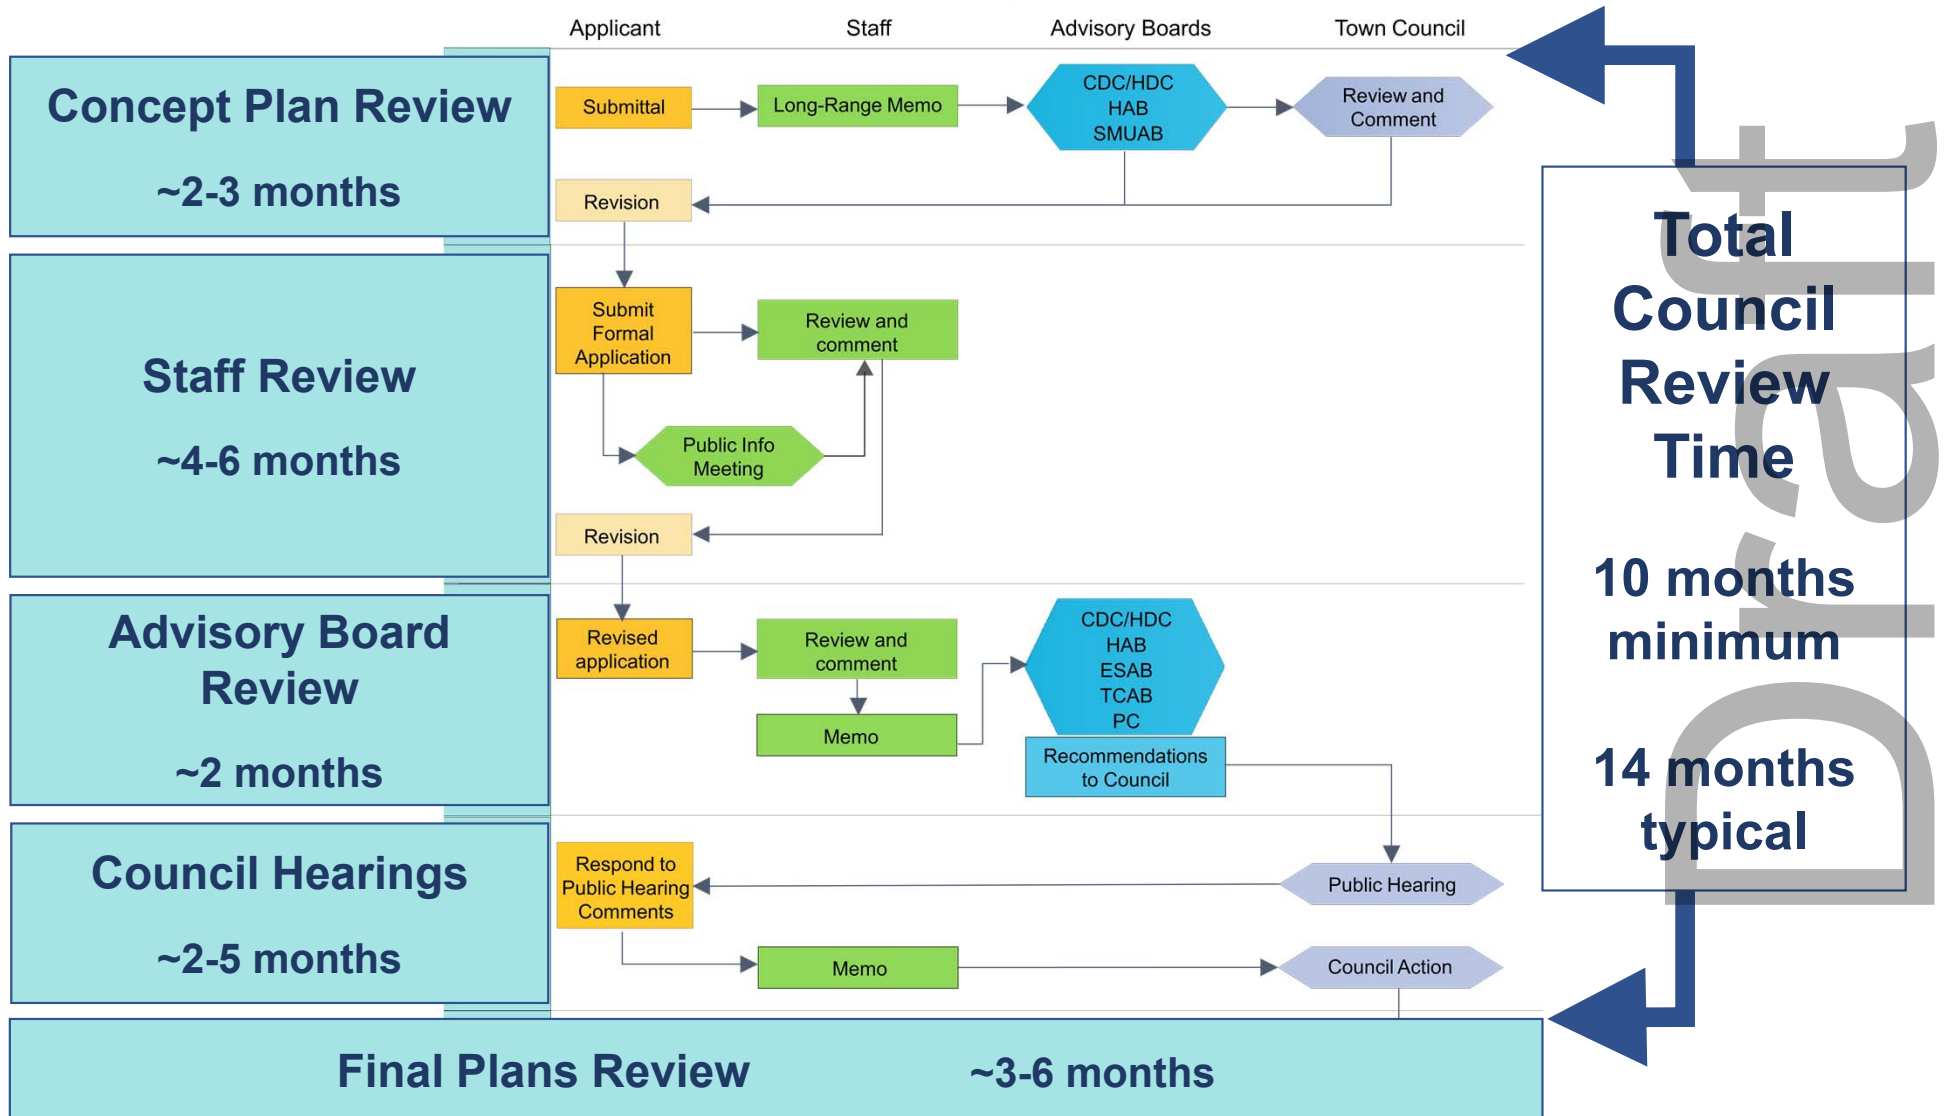 Applicant
Staff
Advisory Boards
Town Council
Concept Plan Review
~2-3 months
Submittal
Long-Range Memo
CDC/HDC
HAB
SMUAB
Review and
Comment
Revision
Staff Review
~4-6 months
Submit
Formal
Application
Review and
comment
Public Info
Meeting
Revision
Advisory Board
Review
~2 months
Revised
application
Review and
comment
Memo
CDC/HDC
HAB
ESAB
TCAB
PC
Recommendations
to Council
Council Hearings
~2-5 months
Respond to
Public Hearing
Comments
Public Hearing
Memo
Council Action
Final Plans Review
~3-6 months
Total
Council
Review
Time
10 months
minimum
14 months
typical
Draft